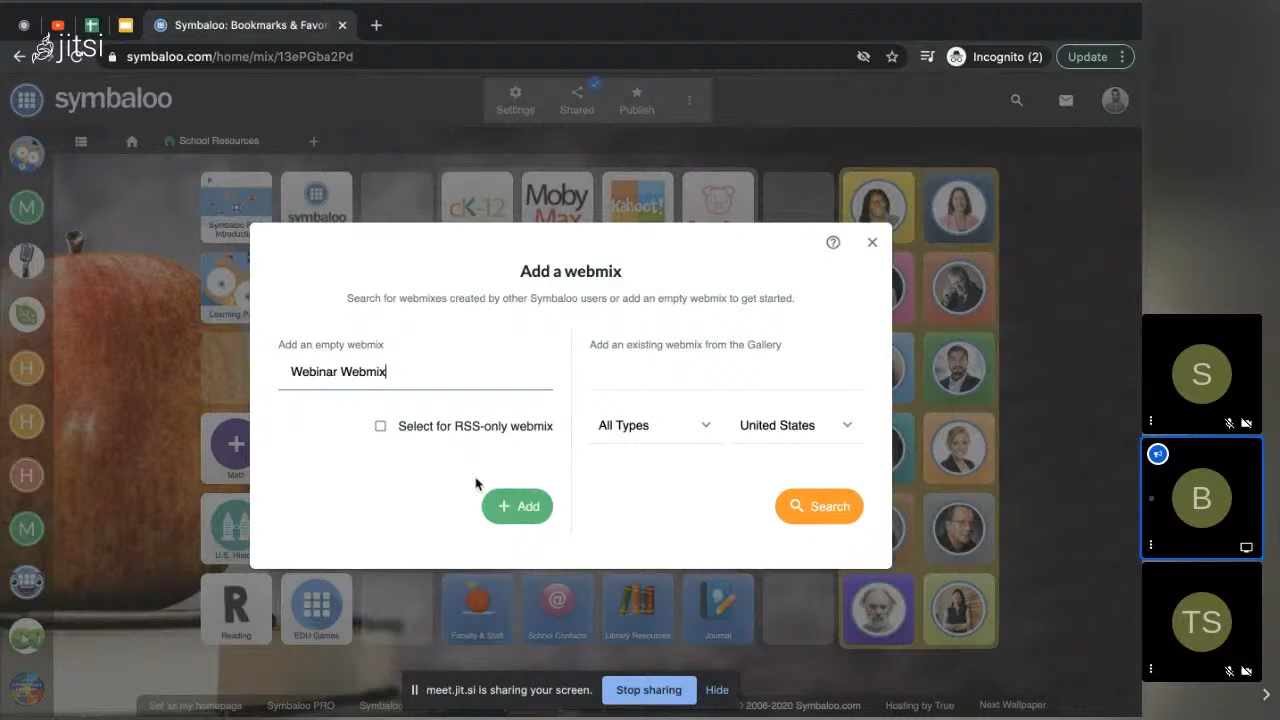 Symbaloo: Bookmarks & Favor
jitsi
symbaloo.com/home/mix/13ePGba2Pd
Incognito (2)
Update
symbaloo
Settings
Shared
Publish
School Resources
symbaloo
cK-12
Moby
Max
Kahoot!
Introducti
Learning P
M
H
H
H
M
Math
U.S. Hist
Add a webmix
Search for webmixes created by other Symbaloo users or add an empty webmix to get started.
Add an empty webmix
Webinar Webmix
Select for RSS-only webmix
+ Add
Add an existing webmix from the Gallery
All Types
United States
Search
R
Reading
EDU Games
Faculty & Staff
School Contacts
Library Resources
Journal
S
B
TS
meet.jit.si is sharing your screen.
Stop sharing
Hide
Set as my homepage
Symbaloo PRO
Symbaloo
© 2006-2020 Symbaloo.com
Hosting by True
Next Wallpaper